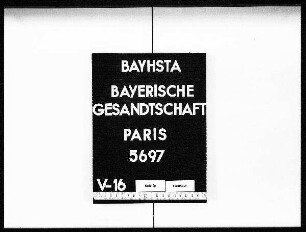 BAYHSTA
BAYERISCHE
GESANDTSCHAFT
PARIS
5697
V-16